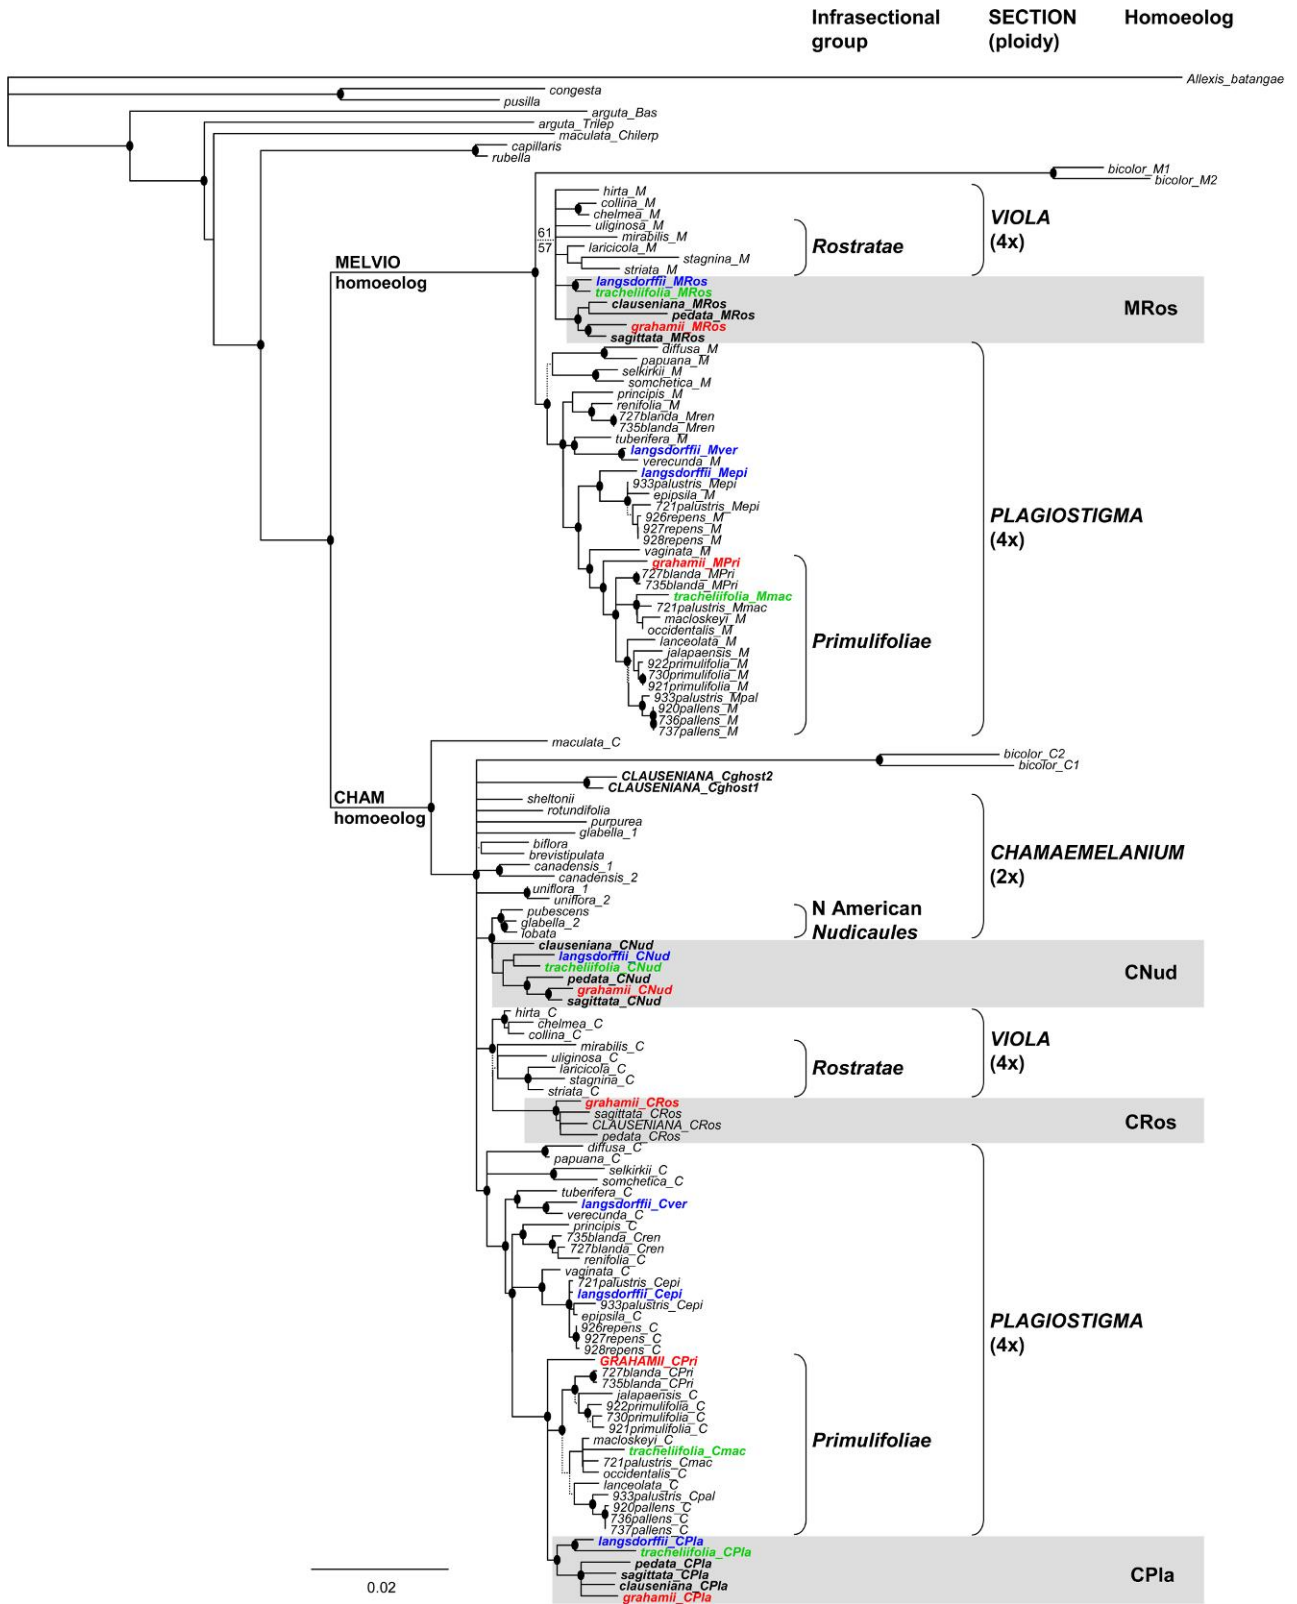 Infrasectional group
SECTION (ploidy)
Homoeolog
Allexis_batangae
congesta
pusilla
arguta_Bas
arguta_Trilep
maculata_Chilerp
capillaris
rubella
bicolor_M1
bicolor_M2
hirta_M
collina_M
chelmea_M
uliginosa_M
mirabilis_M
laricicola_M
stagnina_M
striata_M
61
57
Rostratae
VIOLA
(4x)
MELVIO
homoeolog
langsdorffii_MRos
tracheliifolia_MRos
clauseniana_MRos
pedata_MRos
grahamii_MRos
sagittata_MRos
MRos
diffusa_M
papuana_M
selkirkii_M
somchetica_M
principis_M
renifolia_M
727blanda_Mren
735blanda_Mren
tuberifera_M
langsdorffii_Mver
verecunda_M
langsdorffii_Mepi
933palustris_Mepi
epipsila_M
721palustris_Mepi
926repens_M
927repens_M
928repens_M
vaginata_M
grahamii_MPri
727blanda_MPri
735blanda_MPri
tracheliifolia_Mmac
721palustris_Mmac
macloskeyi_M
occidentalis_M
lanceolata_M
jalapaensis_M
922primulifolia_M
730primulifolia_M
921primulifolia_M
933palustris_Mpal
920pallens_M
736pallens_M
737pallens_M
Primulifoliae
PLAGIOSTIGMA
(4x)
maculata_C
bicolor_C2
bicolor_C1
CLAUSENIANA_Cghost2
CLAUSENIANA_Cghost1
CHAM
homoeolog
sheltonii
rotundifolia
purpurea
glabella_1
biflora
brevistipulata
canadensis_1
canadensis_2
uniflora_1
uniflora_2
pubescens
glabella_2
lobata
N American
Nudicaules
CHAMAEMELANIUM
(2x)
clauseniana_CNud
langsdorffii_CNud
tracheliifolia_CNud
pedata_CNud
grahamii_CNud
sagittata_CNud
CNud
hirta_C
chelmea_C
collina_C
mirabilis_C
uliginosa_C
laricicola_C
stagnina_C
striata_C
Rostratae
VIOLA
(4x)
grahamii_CRos
sagittata_CRos
CLAUSENIANA_CRos
pedata_CRos
CRos
diffusa_C
papuana_C
selkirkii_C
somchetica_C
tuberifera_C
langsdorffii_Cver
verecunda_C
principis_C
735blanda_Cren
727blanda_Cren
renifolia_C
vaginata_C
721palustris_Cepi
langsdorffii_Cepi
933palustris_Cepi
epipsila_C
926repens_C
927repens_C
928repens_C
GRAHAMII_CPri
727blanda_CPri
735blanda_CPri
jalapaensis_C
922primulifolia_C
730primulifolia_C
921primulifolia_C
macloskeyi_C
tracheliifolia_Cmac
721palustris_Cmac
occidentalis_C
lanceolata_C
933palustris_Cpal
920pallens_C
736pallens_C
737pallens_C
Primulifoliae
PLAGIOSTIGMA
(4x)
langsdorffii_CPla
tracheliifolia_CPla
pedata_CPla
sagittata_CPla
clauseniana_CPla
grahamii_CPla
CPla
0.02